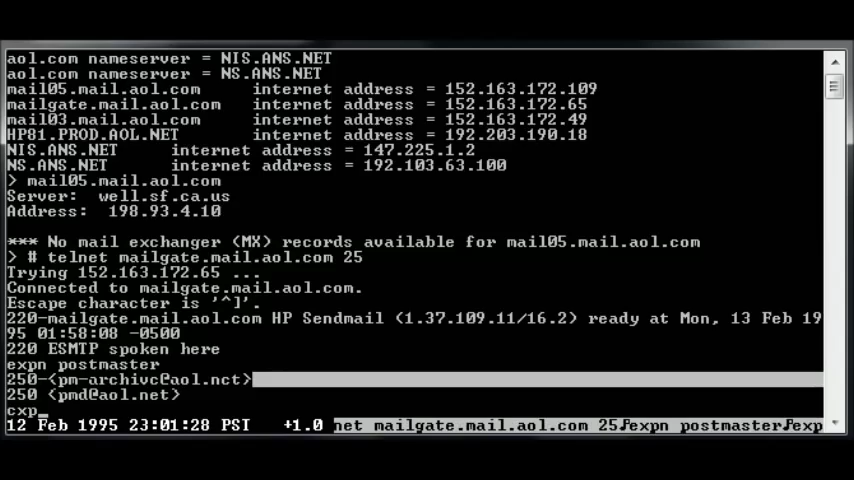 aol.com nameserver = NIS.ANS.NET
aol.com nameserver = NS.ANS.NET
mail05.mail.aol.com     internet address = 152.163.172.109
mailgate.mail.aol.com   internet address = 152.163.172.65
mail03.mail.aol.com     internet address = 152.163.172.49
HP81.PROD.AOL.NET       internet address = 192.203.190.18
NIS.ANS.NET     internet address = 147.225.1.2
NS.ANS.NET      internet address = 192.103.63.100
> mail05.mail.aol.com
Server:  well.sf.ca.us
Address:  198.93.4.10
*** No mail exchanger (MX) records available for mail05.mail.aol.com
> # telnet mailgate.mail.aol.com 25
Trying 152.163.172.65 ...
Connected to mailgate.mail.aol.com.
Escape character is '^]'.
220-mailgate.mail.aol.com HP Sendmail (1.37.109.11/16.2) ready at Mon, 13 Feb 19
95 01:58:08 -0500
220 ESMTP spoken here
expn postmaster
250-<pm-archivc@aol.nct>
250 <pmd@aol.net>
cxp_
12 Feb 1995 23:01:28 PSI   +1.0 net mailgate.mail.aol.com 25♪expn postmaster♪exp